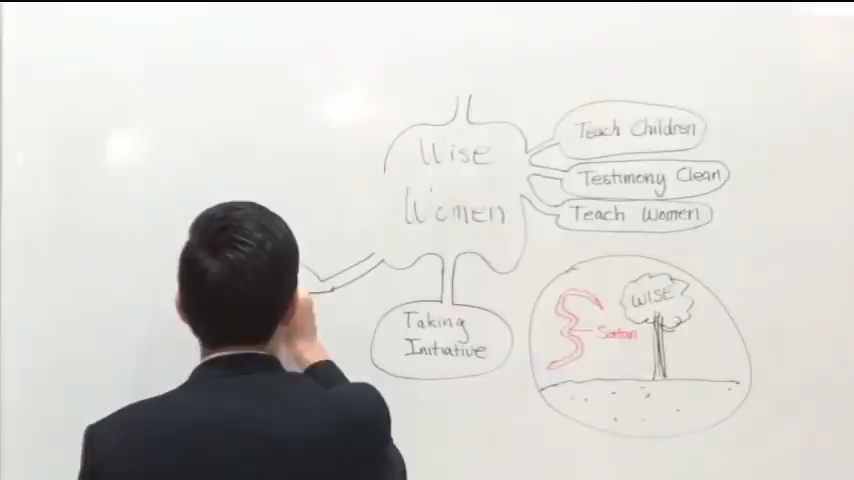 Wise
Women
Teach Children
Testimony Clean
Teach Women
Taking
Initiative
WISE
Satan